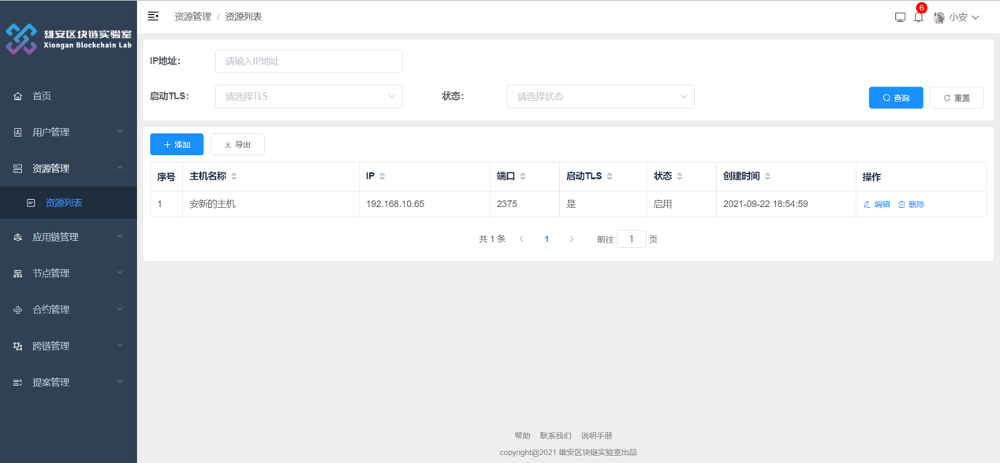 雄安区块链实验室
Xiongan Blockchain Lab
首页
用户管理
资源管理
资源列表
应用链管理
节点管理
合约管理
跨链管理
提案管理
资源管理 / 资源列表
6
小安
IP地址: 请输入IP地址
启动TLS: 请选择TLS 状态: 请选择状态 查询 重置
添加 导出
序号 主机名称 IP 端口 启动TLS 状态 创建时间 操作
1 安新的主机 192.168.10.65 2375 是 启用 2021-09-22 18:54:59 编辑 删除
共 1 条 < 1 > 前往 1 页
帮助 联系我们 说明手册
copyright@2021 雄安区块链实验室出品